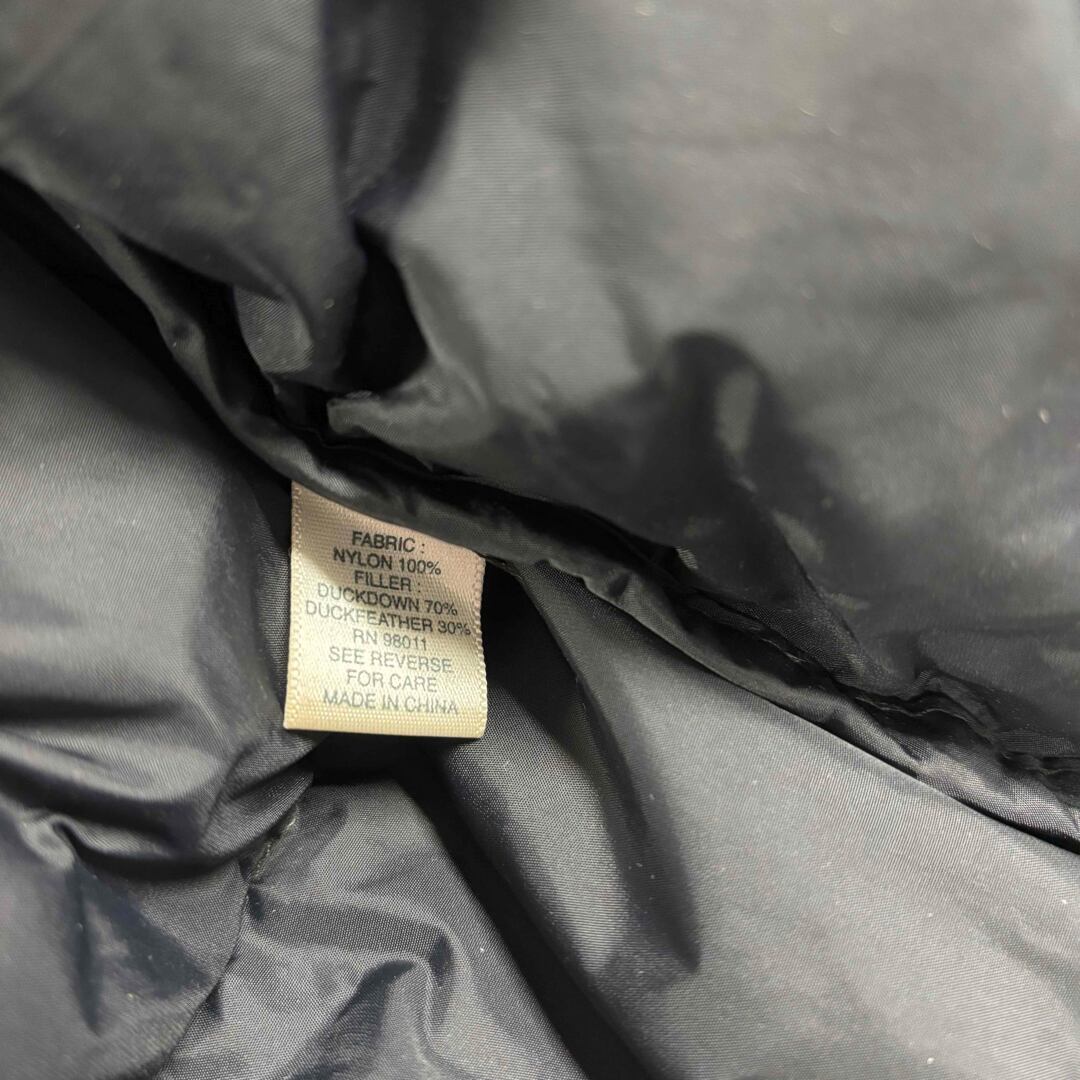 FABRIC :
NYLON 100%
FILLER :
DUCKDOWN 70%
DUCKFEATHER 30%
RN 98011
SEE REVERSE
FOR CARE
MADE IN CHINA